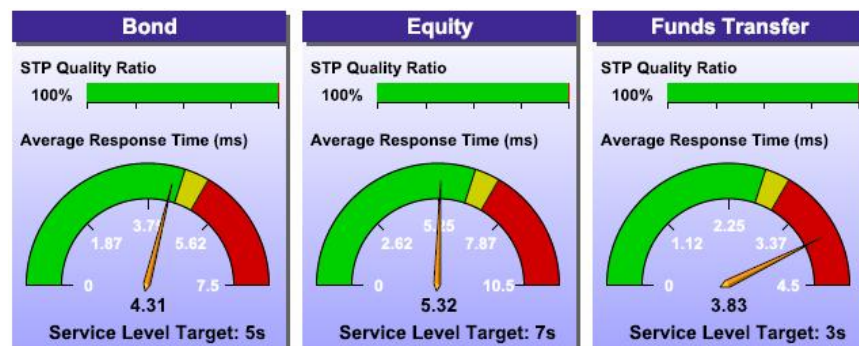 Bond
STP Quality Ratio
100%
Average Response Time (ms)
0
1.87
5.62
7.5
4.31
Service Level Target: 5s
Equity
STP Quality Ratio
100%
Average Response Time (ms)
0
2.62
5.25
7.87
10.5
5.32
Service Level Target: 7s
Funds Transfer
STP Quality Ratio
100%
Average Response Time (ms)
0
1.12
2.25
3.37
4.5
3.83
Service Level Target: 3s